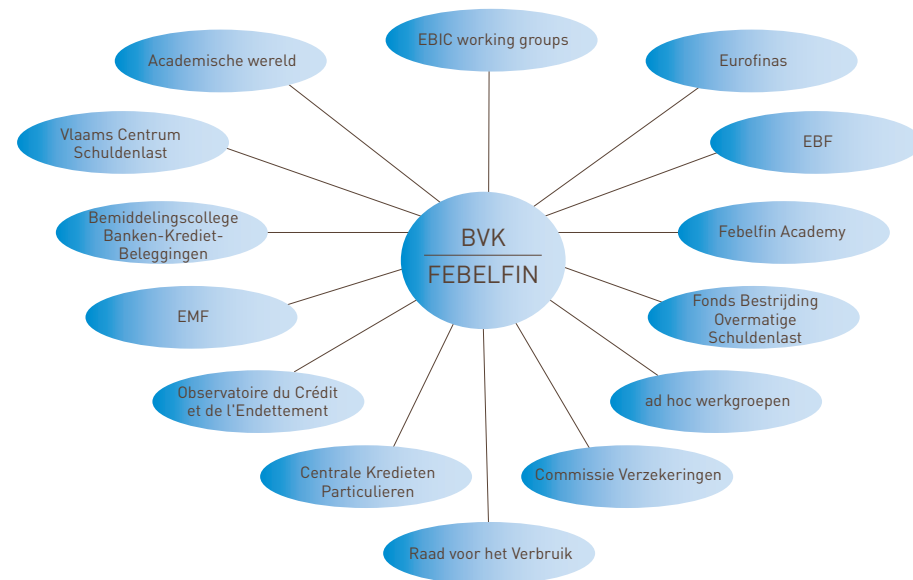 EBIC working groups
Academische wereld
Eurofinas
Vlaams Centrum
Schuldenlast
EBF
Bemiddelingscollege
Banken-Krediet-
Beleggingen
BVK
FEBELFIN
Febelfin Academy
EMF
Fonds Bestrijding
Overmatige
Schuldenlast
Observatoire du Crédit
et de l'Endettement
ad hoc werkgroepen
Centrale Kredieten
Particulieren
Commissie Verzekeringen
Raad voor het Verbruik